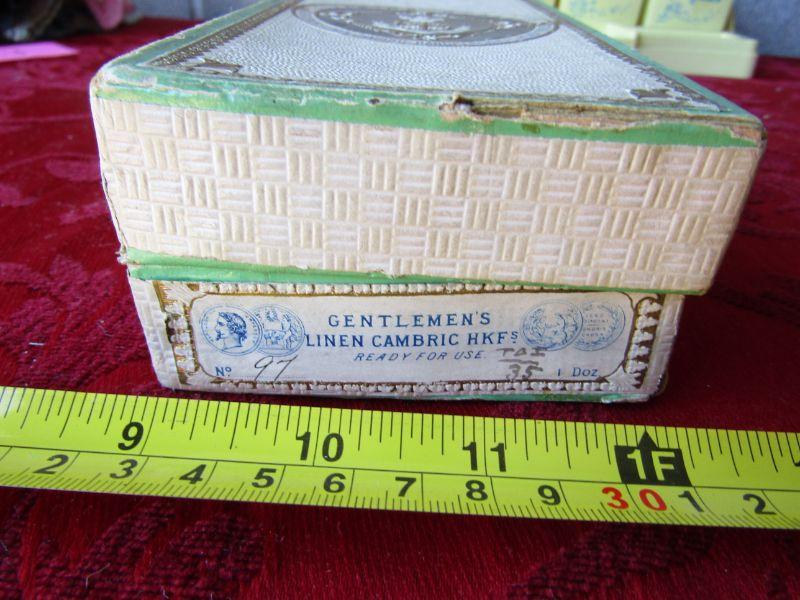 GENTLEMEN'S
LINEN CAMBRIC HKFS
READY FOR USE.
No 97 35 1 Doz
9 10 11 1F
2 3 4 5 6 7 8 9 30 1 2